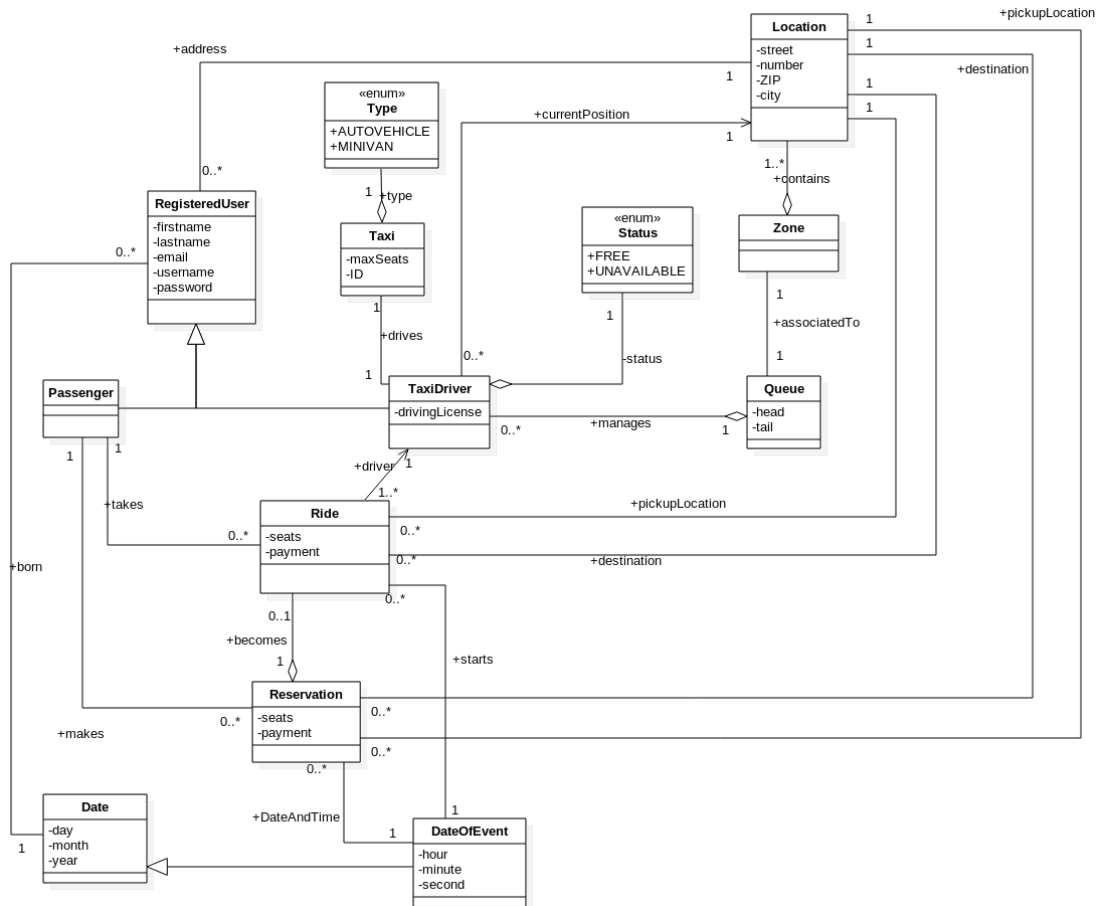 +pickupLocation
1
Location
-street
-number
-ZIP
-city
1
+destination
1
1
+address
1
«enum»
Type
+AUTOVEHICLE
+MINIVAN
+currentPosition
1
1..*
+contains
0..*
1
+type
RegisteredUser
-firstname
-lastname
-email
-username
-password
0..*
Taxi
-maxSeats
-ID
«enum»
Status
+FREE
+UNAVAILABLE
Zone
1
+drives
1
1
+associatedTo
0..*
-status
1
1
Passenger
TaxiDriver
-drivingLicense
Queue
-head
-tail
0..*
+manages
1
1
1
+driver
1
1..*
+takes
Ride
-seats
-payment
+pickupLocation
0..*
0..*
0..*
+destination
+born
0..*
0..1
+becomes
1
+starts
Reservation
-seats
-payment
0..*
0..*
+makes
0..*
0..*
Date
-day
-month
-year
1
+DateAndTime
1
1
DateOfEvent
-hour
-minute
-second